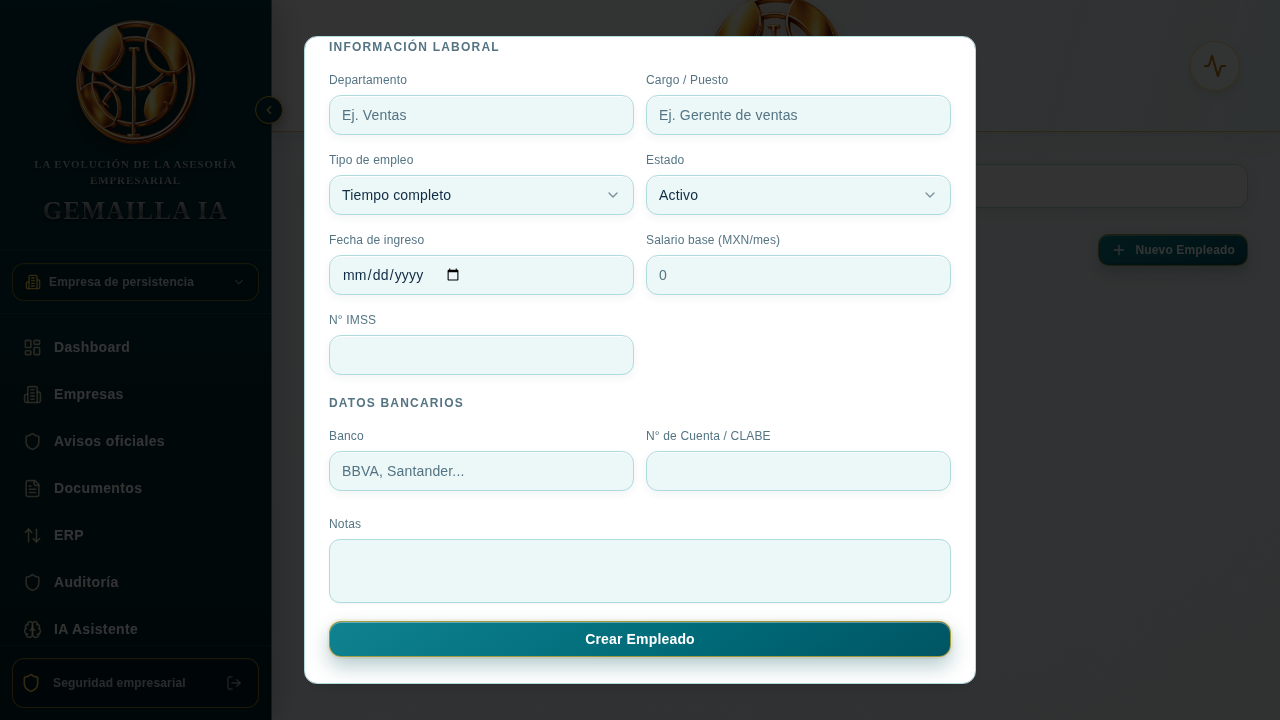 LA EVOLUCIÓN DE LA ASESORÍA
EMPRESARIAL
GEMAILLA IA
Empresa de persistencia
Dashboard
Empresas
Avisos oficiales
Documentos
ERP
Auditoría
IA Asistente
Seguridad empresarial
Nuevo Empleado
INFORMACIÓN LABORAL
Departamento
Cargo / Puesto
Ej. Ventas
Ej. Gerente de ventas
Tipo de empleo
Estado
Tiempo completo
Activo
Fecha de ingreso
Salario base (MXN/mes)
mm/dd/yyyy
0
N° IMSS
DATOS BANCARIOS
Banco
N° de Cuenta / CLABE
BBVA, Santander...
Notas
Crear Empleado